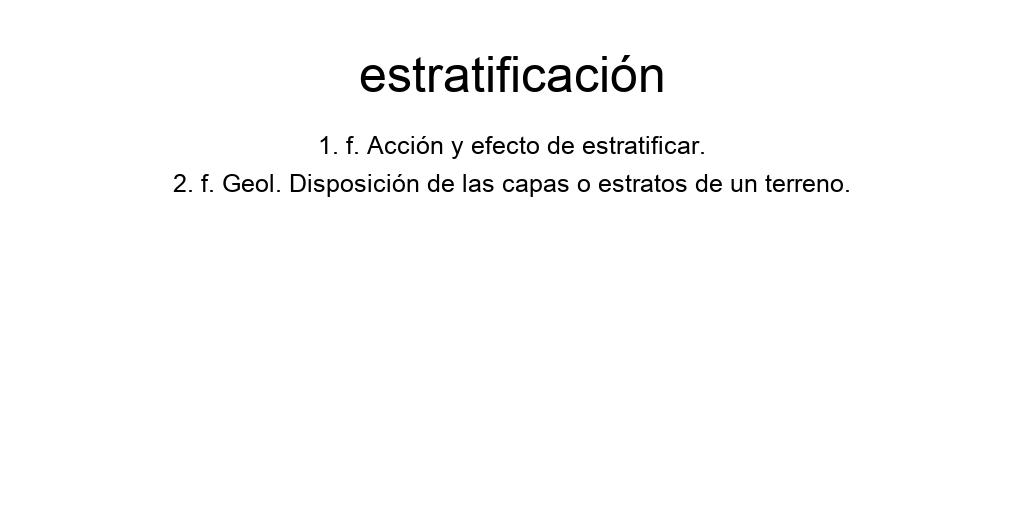 estratificación
1. f. Acción y efecto de estratificar.
2. f. Geol. Disposición de las capas o estratos de un terreno.